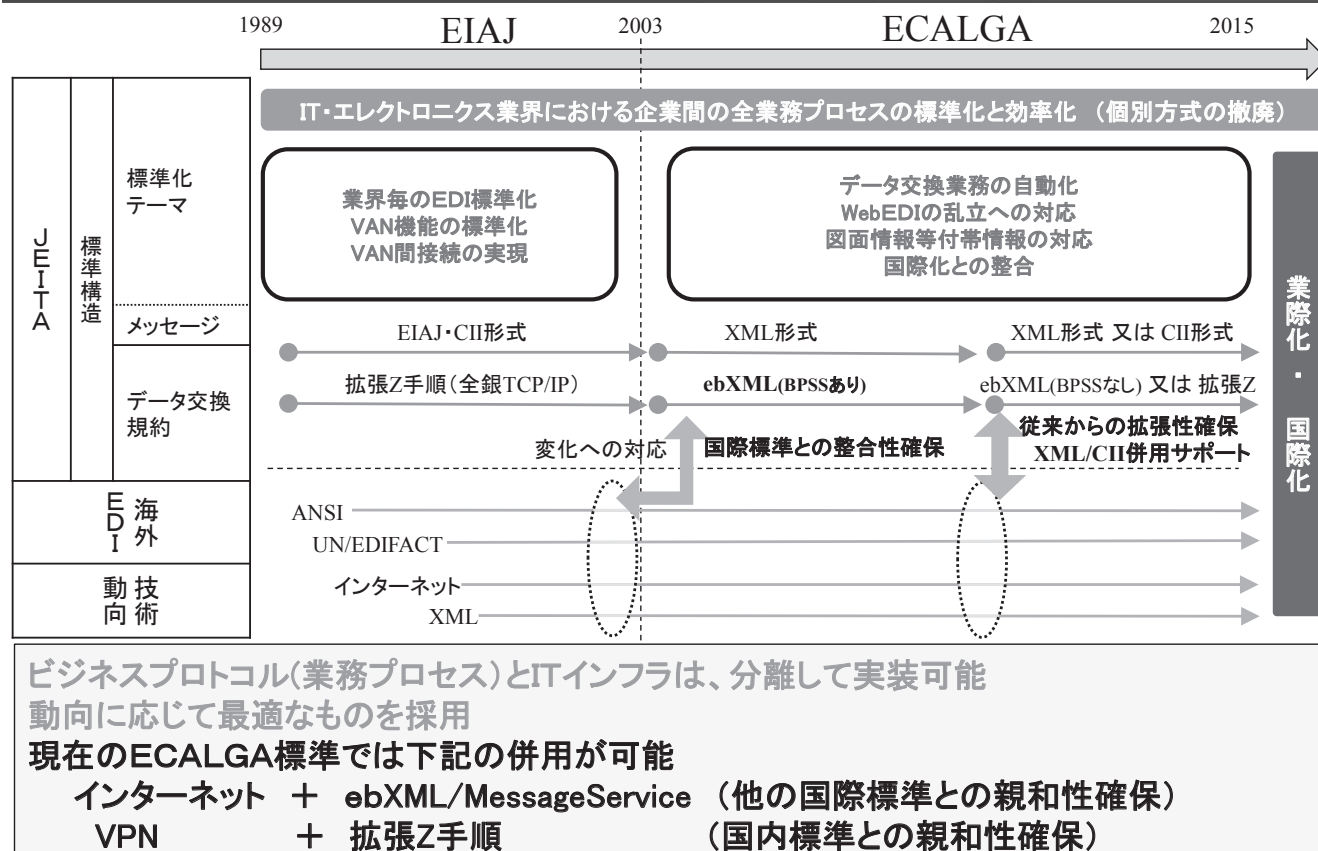 1989
EIAJ
2003
ECALGA
2015
IT・エレクトロニクス業界における企業間の全業務プロセスの標準化と効率化 (個別方式の撤廃)
JEITA
標準構造
標準化
テーマ
業界毎のEDI標準化
VAN機能の標準化
VAN間接続の実現
データ交換業務の自動化
WebEDIの乱立への対応
図面情報等付帯情報の対応
国際化との整合
業際化・国際化
メッセージ
EIAJ・CII形式
XML形式
XML形式 又は CII形式
データ交換
規約
拡張Z手順(全銀TCP/IP)
ebXML(BPSSあり)
ebXML(BPSSなし) 又は 拡張Z
変化への対応
国際標準との整合性確保
従来からの拡張性確保
XML/CII併用サポート
海外
EDI
ANSI
UN/EDIFACT
技術
動向
インターネット
XML
ビジネスプロトコル(業務プロセス)とITインフラは、分離して実装可能
動向に応じて最適なものを採用
現在のECALGA標準では下記の併用が可能
インターネット + ebXML/MessageService (他の国際標準との親和性確保)
VPN + 拡張Z手順 (国内標準との親和性確保)